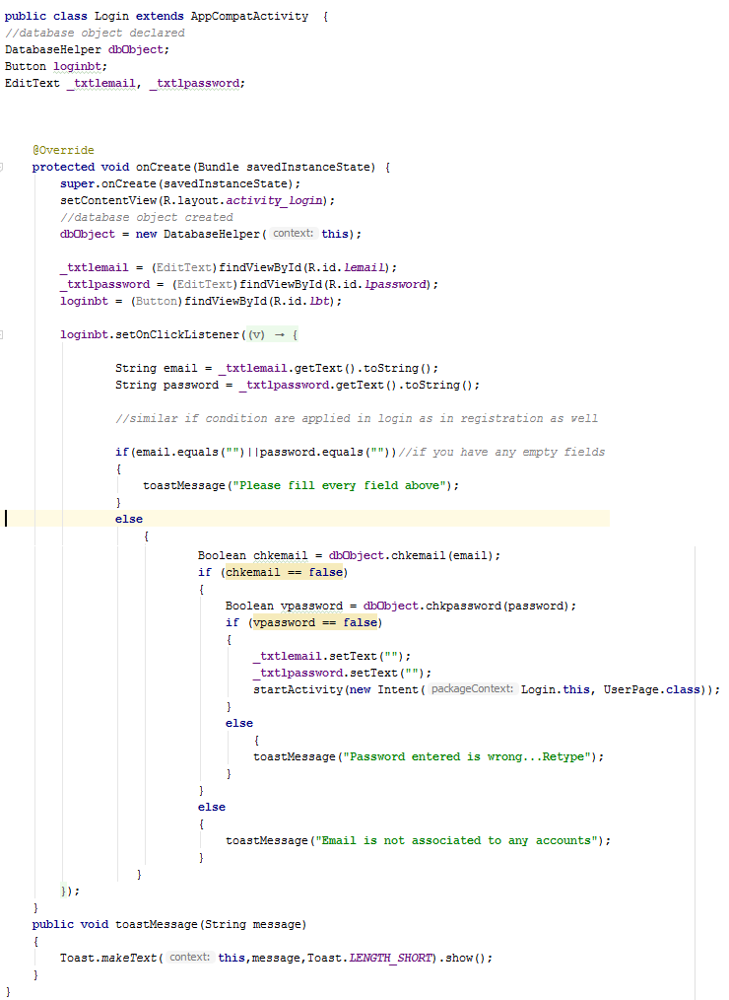 public class Login extends AppCompatActivity {
//database object declared
DatabaseHelper dbObject;
Button loginbt;
EditText _txtlemail, _txtlpassword;
@Override
protected void onCreate(Bundle savedInstanceState) {
super.onCreate(savedInstanceState);
setContentView(R.layout.activity_login);
//database object created
dbObject = new DatabaseHelper( context: this);
_txtlemail = (EditText)findViewById(R.id.lemail);
_txtlpassword = (EditText)findViewById(R.id.lpassword);
loginbt = (Button)findViewById(R.id.lbt);
loginbt.setOnClickListener((v) → {
String email = _txtlemail.getText().toString();
String password = _txtlpassword.getText().toString();
//similar if condition are applied in login as in registration as well
if(email.equals("")||password.equals(""))//if you have any empty fields
{
toastMessage("Please fill every field above");
}
else
{
Boolean chkemail = dbObject.chkemail(email);
if (chkemail == false)
{
Boolean vpassword = dbObject.chkpassword(password);
if (vpassword == false)
{
_txtlemail.setText("");
_txtlpassword.setText("");
startActivity(new Intent( packageContext: Login.this, UserPage.class));
}
else
{
toastMessage("Password entered is wrong...Retype");
}
}
else
{
toastMessage("Email is not associated to any accounts");
}
}
});
}
public void toastMessage(String message)
{
Toast.makeText( context: this,message,Toast.LENGTH_SHORT).show();
}
}